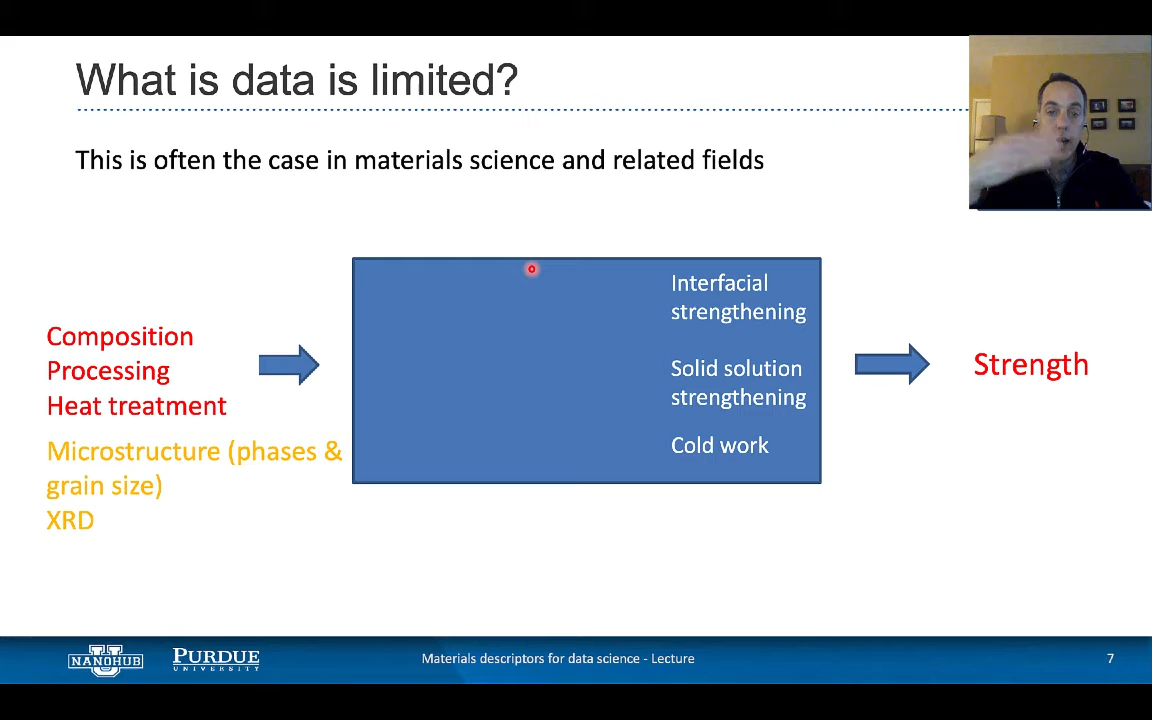 What is data is limited?
This is often the case in materials science and related fields
Composition
Processing
Heat treatment
Microstructure (phases &
grain size)
XRD
Interfacial
strengthening
Solid solution
strengthening
Cold work
Strength
NANOHUB
PURDUE
UNIVERSITY
Materials descriptors for data science - Lecture
7